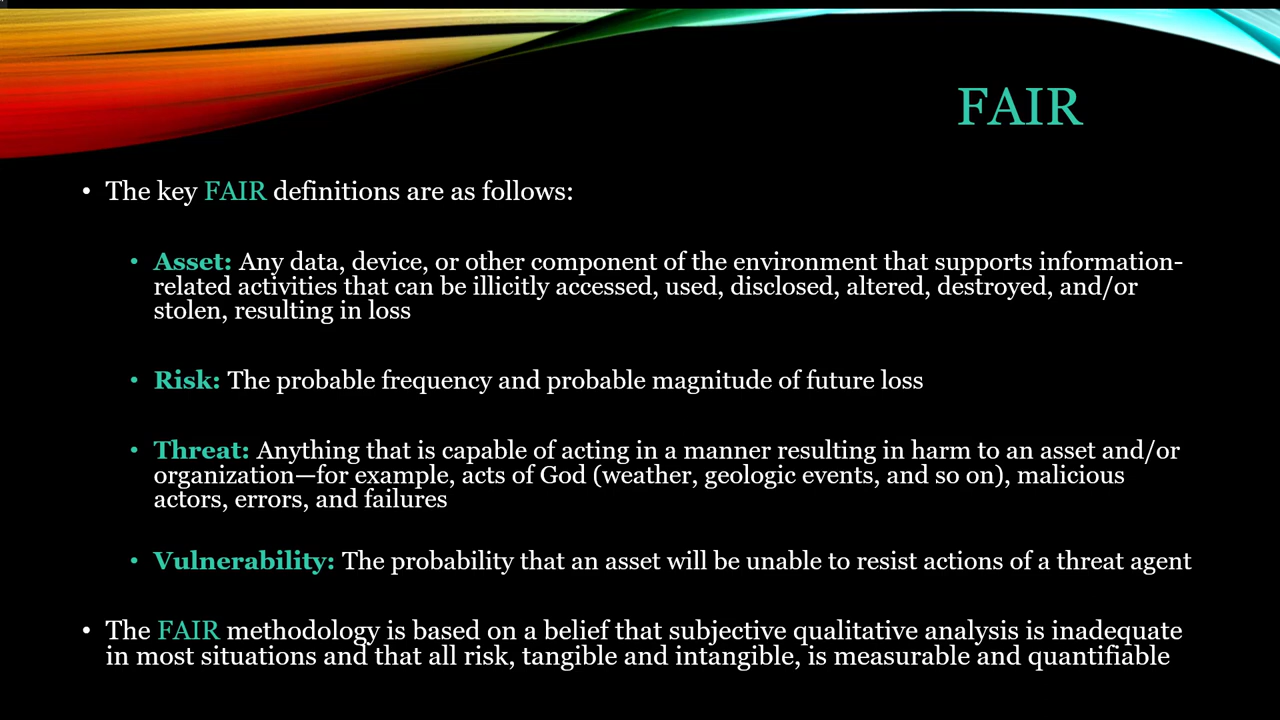 FAIR
• The key FAIR definitions are as follows:
• Asset: Any data, device, or other component of the environment that supports information-
related activities that can be illicitly accessed, used, disclosed, altered, destroyed, and/or
stolen, resulting in loss
• Risk: The probable frequency and probable magnitude of future loss
• Threat: Anything that is capable of acting in a manner resulting in harm to an asset and/or
organization—for example, acts of God (weather, geologic events, and so on), malicious
actors, errors, and failures
• Vulnerability: The probability that an asset will be unable to resist actions of a threat agent
• The FAIR methodology is based on a belief that subjective qualitative analysis is inadequate
in most situations and that all risk, tangible and intangible, is measurable and quantifiable